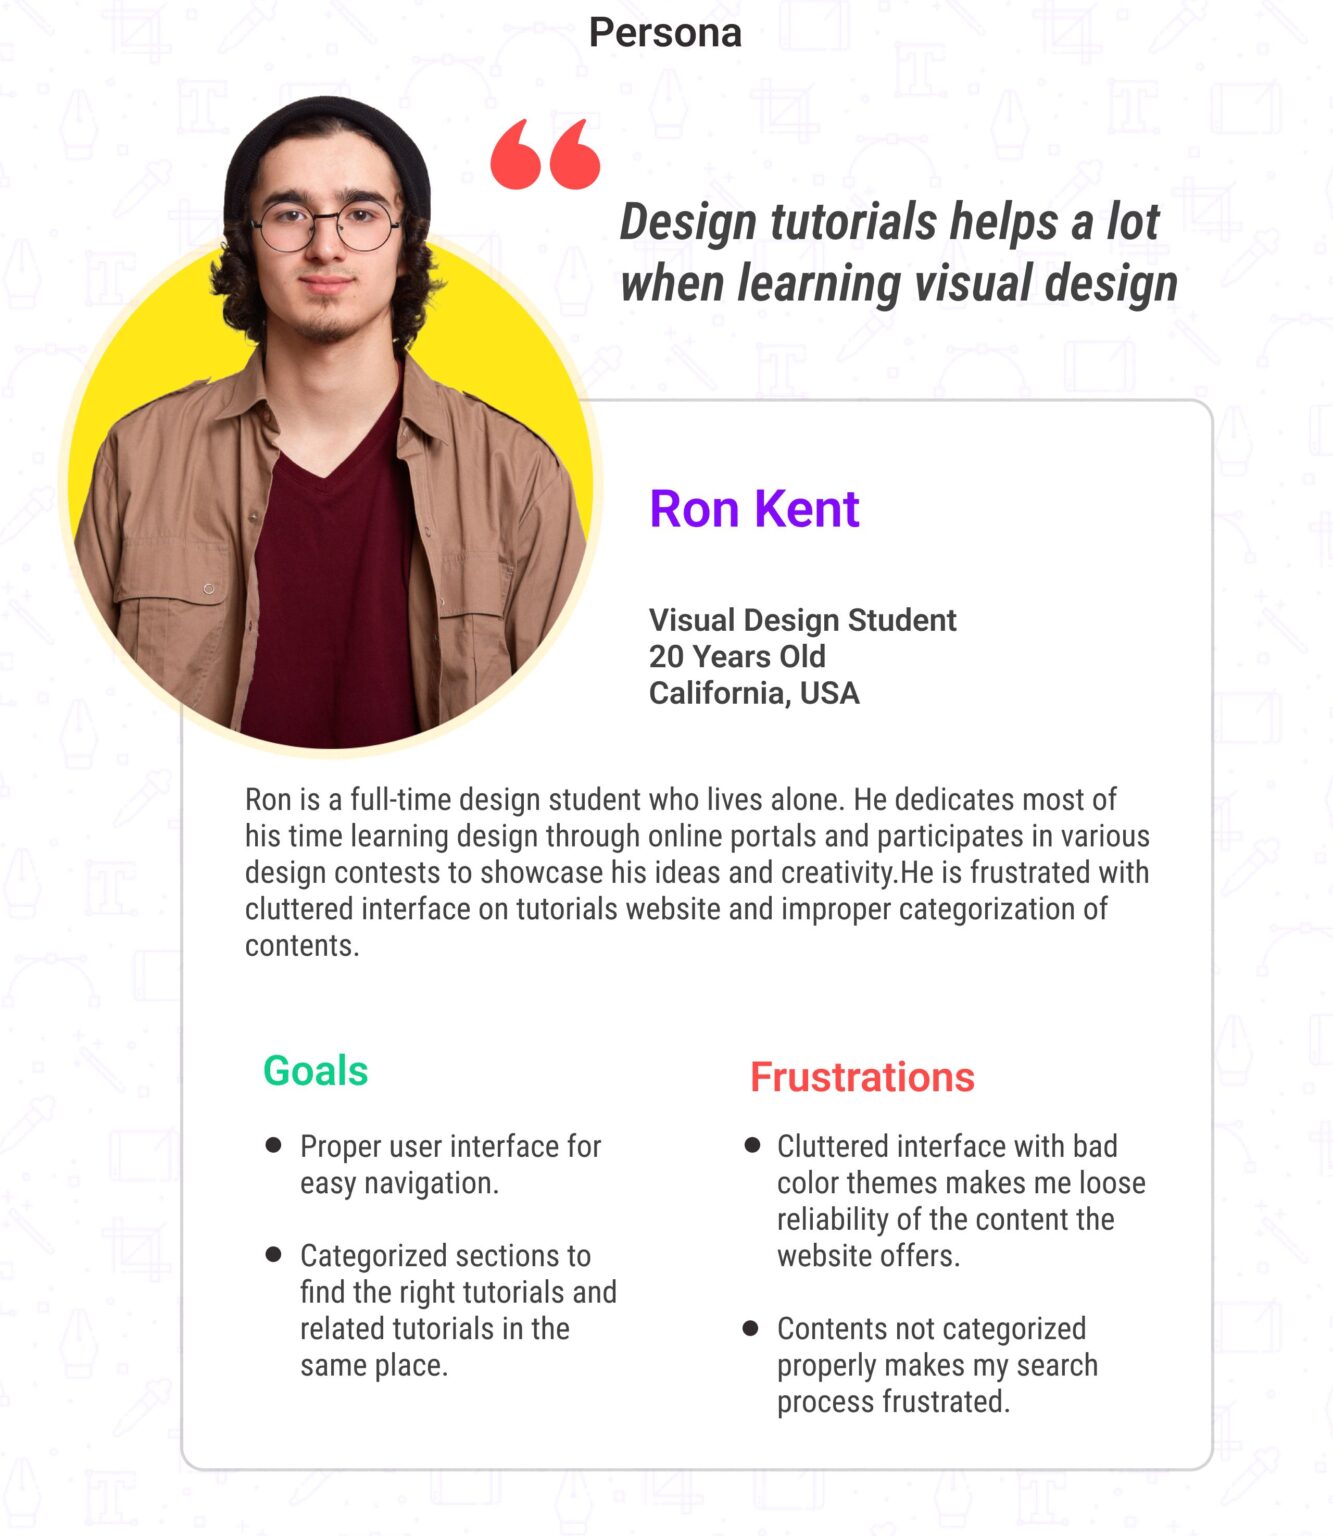 Persona
“
Design tutorials helps a lot
when learning visual design
Ron Kent
Visual Design Student
20 Years Old
California, USA
Ron is a full-time design student who lives alone. He dedicates most of
his time learning design through online portals and participates in various
design contests to showcase his ideas and creativity.He is frustrated with
cluttered interface on tutorials website and improper categorization of
contents.
Goals
● Proper user interface for
easy navigation.
● Categorized sections to
find the right tutorials and
related tutorials in the
same place.
Frustrations
● Cluttered interface with bad
color themes makes me loose
reliability of the content the
website offers.
● Contents not categorized
properly makes my search
process frustrated.